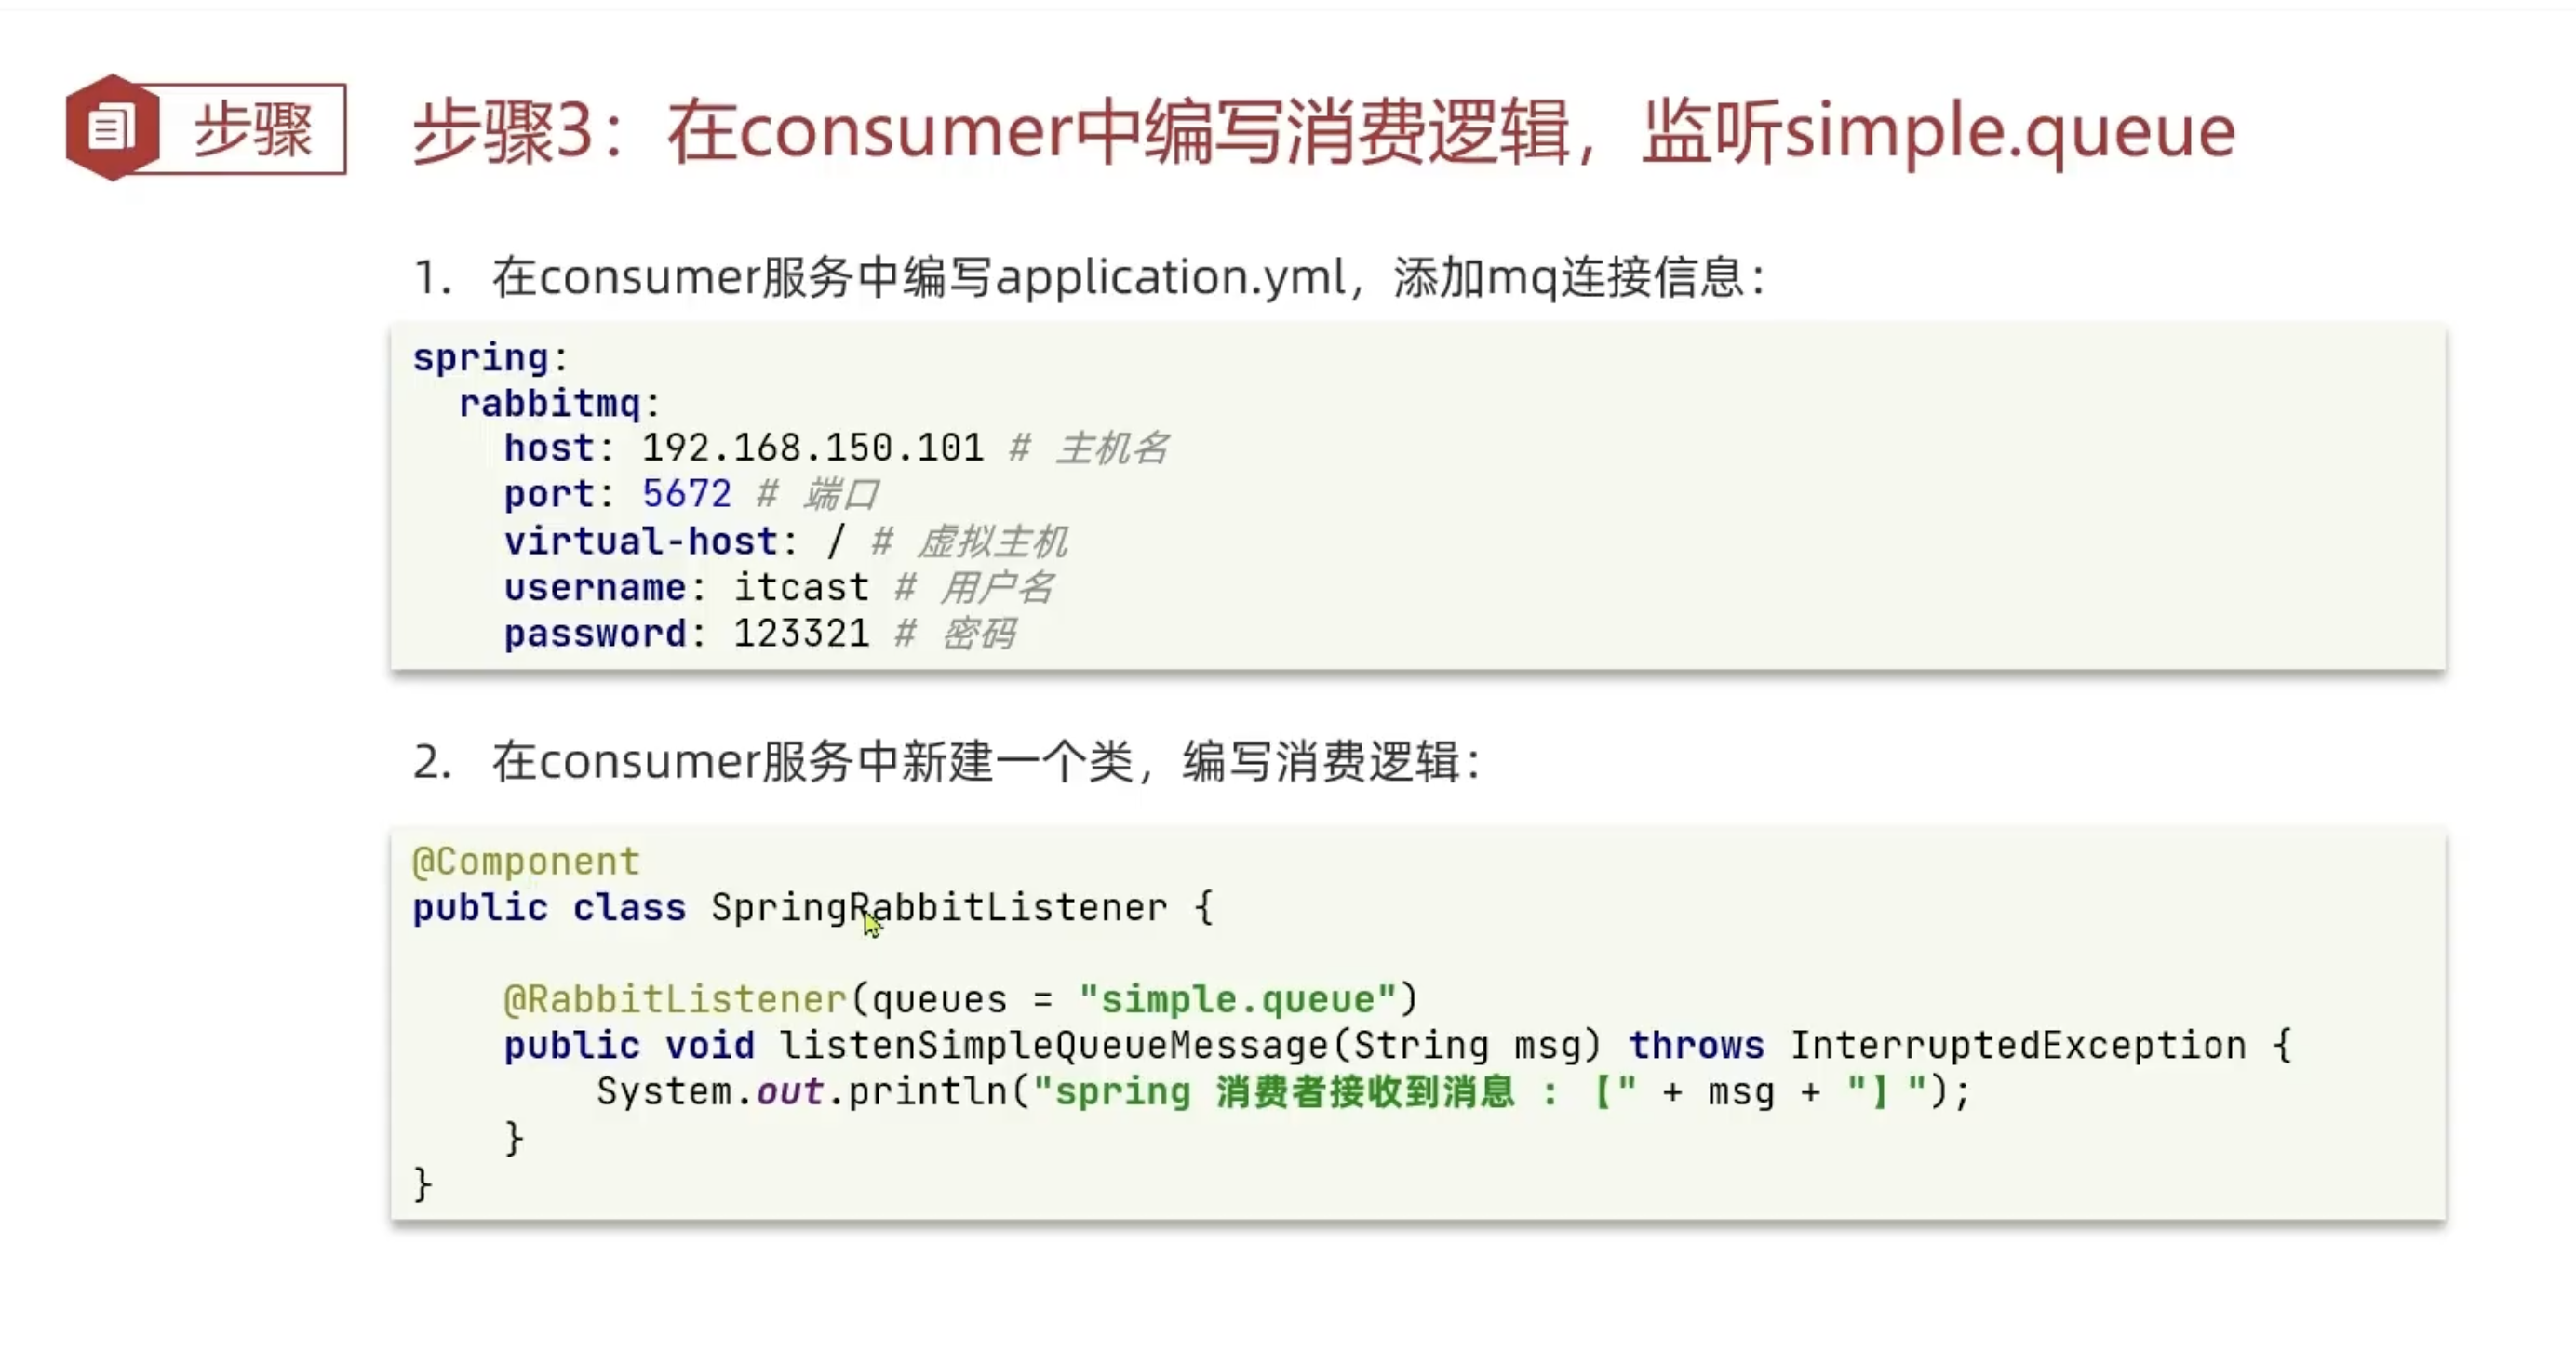 步骤
步骤3：在consumer中编写消费逻辑，监听simple.queue
1. 在consumer服务中编写application.yml，添加mq连接信息：
spring:
  rabbitmq:
    host: 192.168.150.101 # 主机名
    port: 5672 # 端口
    virtual-host: / # 虚拟主机
    username: itcast # 用户名
    password: 123321 # 密码
2. 在consumer服务中新建一个类，编写消费逻辑：
@Component
public class SpringRabbitListener {
    @RabbitListener(queues = "simple.queue")
    public void listenSimpleQueueMessage(String msg) throws InterruptedException {
        System.out.println("spring 消费者接收到消息 ：【" + msg + "】");
    }
}